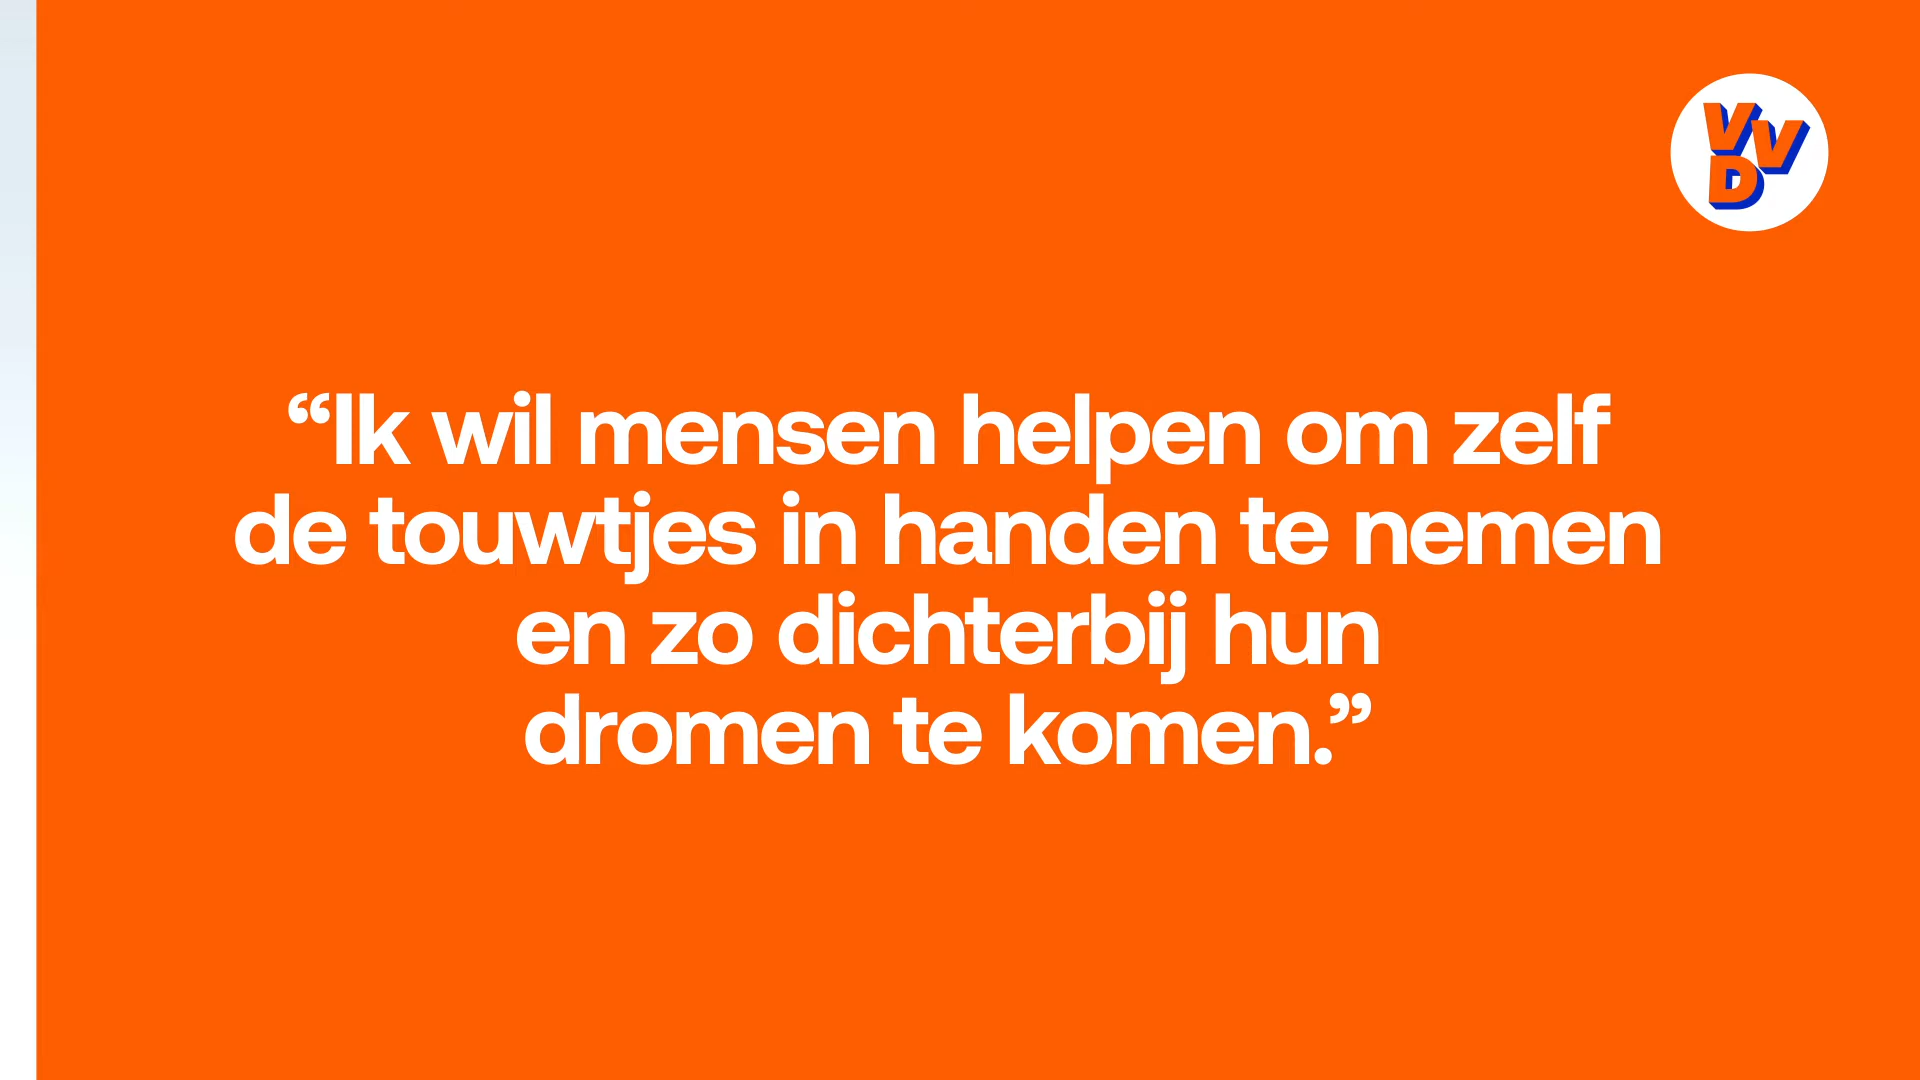 VVD
“Ik wil mensen helpen om zelf
de touwtjes in handen te nemen
en zo dichterbij hun
dromen te komen.”